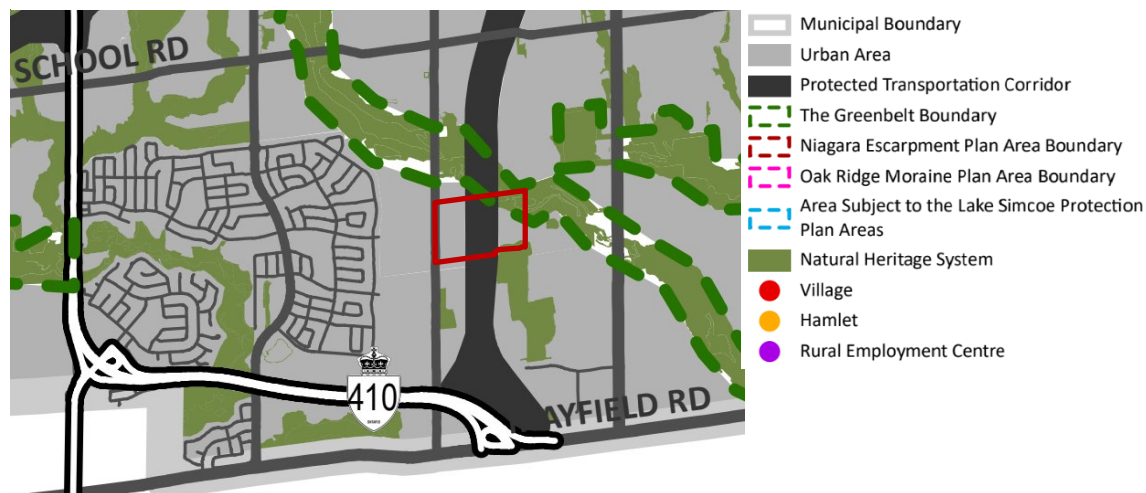 SCHOOL RD
410
AYFIELD RD
Municipal Boundary
Urban Area
Protected Transportation Corridor
The Greenbelt Boundary
Niagara Escarpment Plan Area Boundary
Oak Ridge Moraine Plan Area Boundary
Area Subject to the Lake Simcoe Protection
Plan Areas
Natural Heritage System
Village
Hamlet
Rural Employment Centre